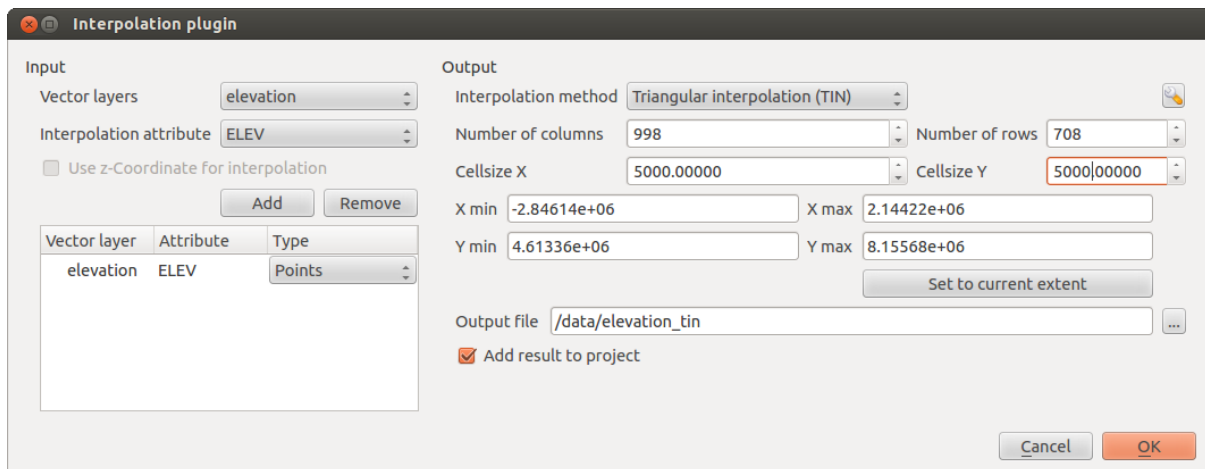 Interpolation plugin
Input
Vector layers elevation
Interpolation attribute ELEV
Use z-Coordinate for interpolation
Add Remove
Vector layer Attribute Type
elevation ELEV Points
Output
Interpolation method Triangular interpolation (TIN)
Number of columns 998 Number of rows 708
Cellsize X 5000.00000 Cellsize Y 5000.00000
X min -2.84614e+06 X max 2.14422e+06
Y min 4.61336e+06 Y max 8.15568e+06
Set to current extent
Output file /data/elevation_tin ...
Add result to project
Cancel OK